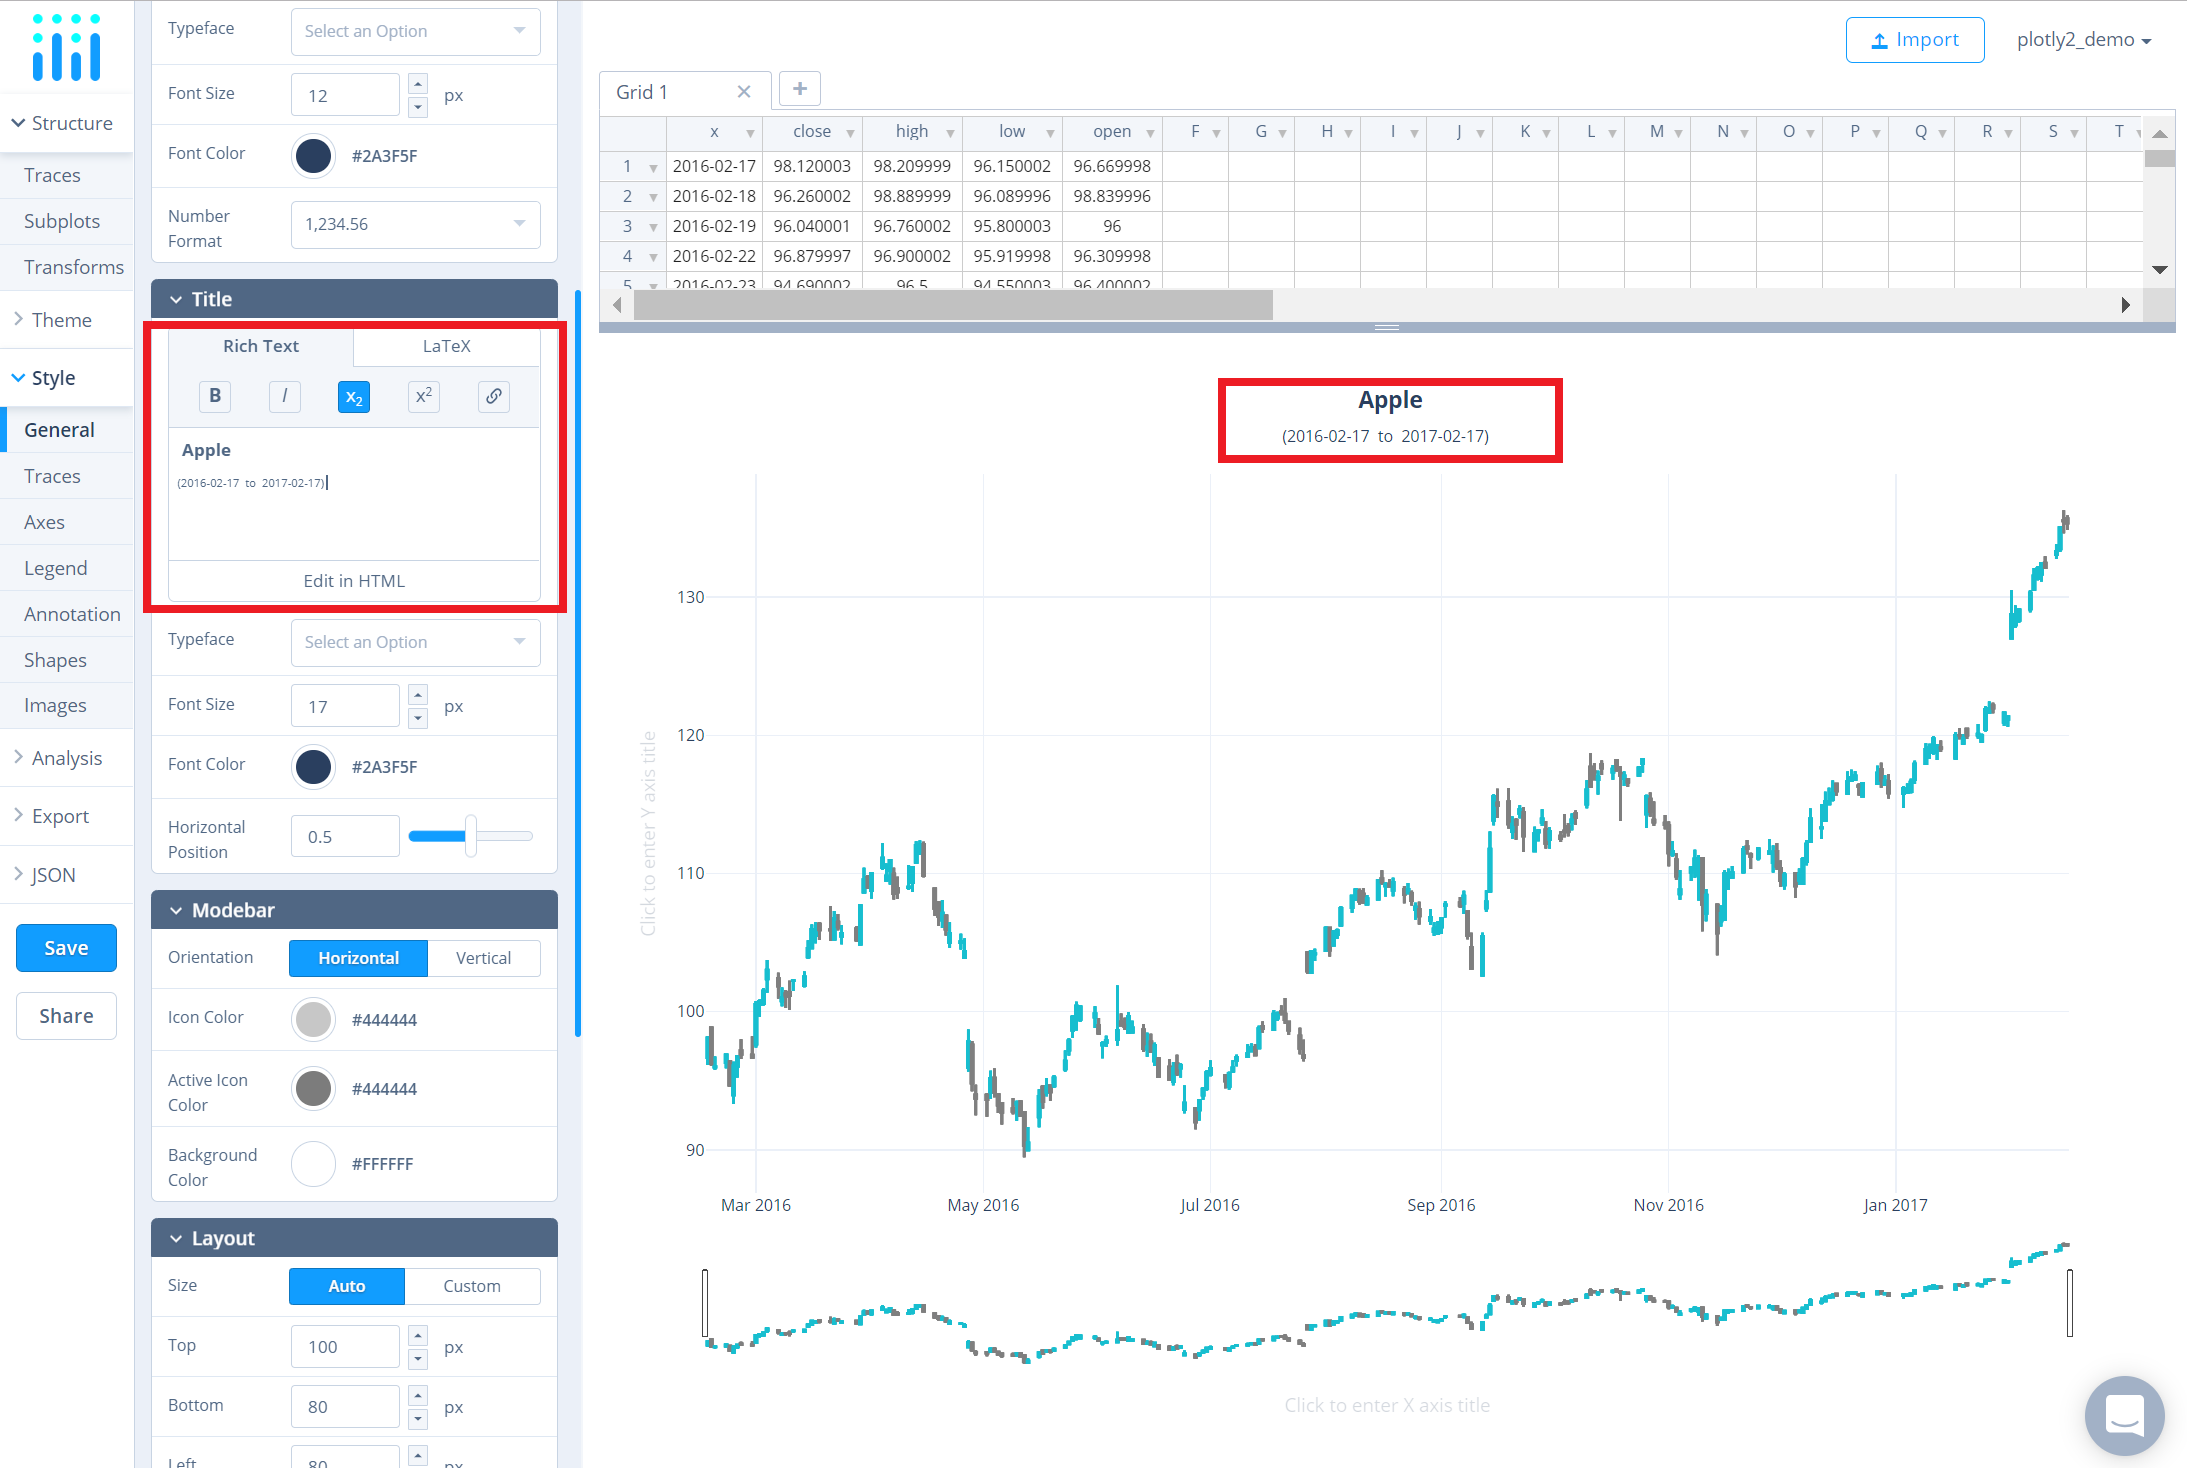 Import
plotly2_demo
Structure
Traces
Subplots
Transforms
Theme
Style
General
Traces
Axes
Legend
Annotation
Shapes
Images
Analysis
Export
JSON
Save
Share
Typeface Select an Option
Font Size 12 px
Font Color #2A3F5F
Number
Format 1,234.56
Title
Rich Text LaTeX
B I x2 x2
Apple
(2016-02-17 to 2017-02-17)
Edit in HTML
Typeface Select an Option
Font Size 17 px
Font Color #2A3F5F
Horizontal
Position 0.5
Modebar
Orientation Horizontal Vertical
Icon Color #444444
Active Icon
Color #444444
Background
Color #FFFFFF
Layout
Size Auto Custom
Top 100 px
Bottom 80 px
Left 80 px
Grid 1
x close high low open F G H I J K L M N O P Q R S T
1 2016-02-17 98.120003 98.209999 96.150002 96.669998
2 2016-02-18 96.260002 98.889999 96.089996 98.839996
3 2016-02-19 96.040001 96.760002 95.800003 96
4 2016-02-22 96.879997 96.900002 95.919998 96.309998
5 2016-02-23 94.690002 96.5 94.550003 96.400002
Apple
(2016-02-17 to 2017-02-17)
Click to enter Y axis title
130
120
110
100
90
Mar 2016 May 2016 Jul 2016 Sep 2016 Nov 2016 Jan 2017
Click to enter X axis title